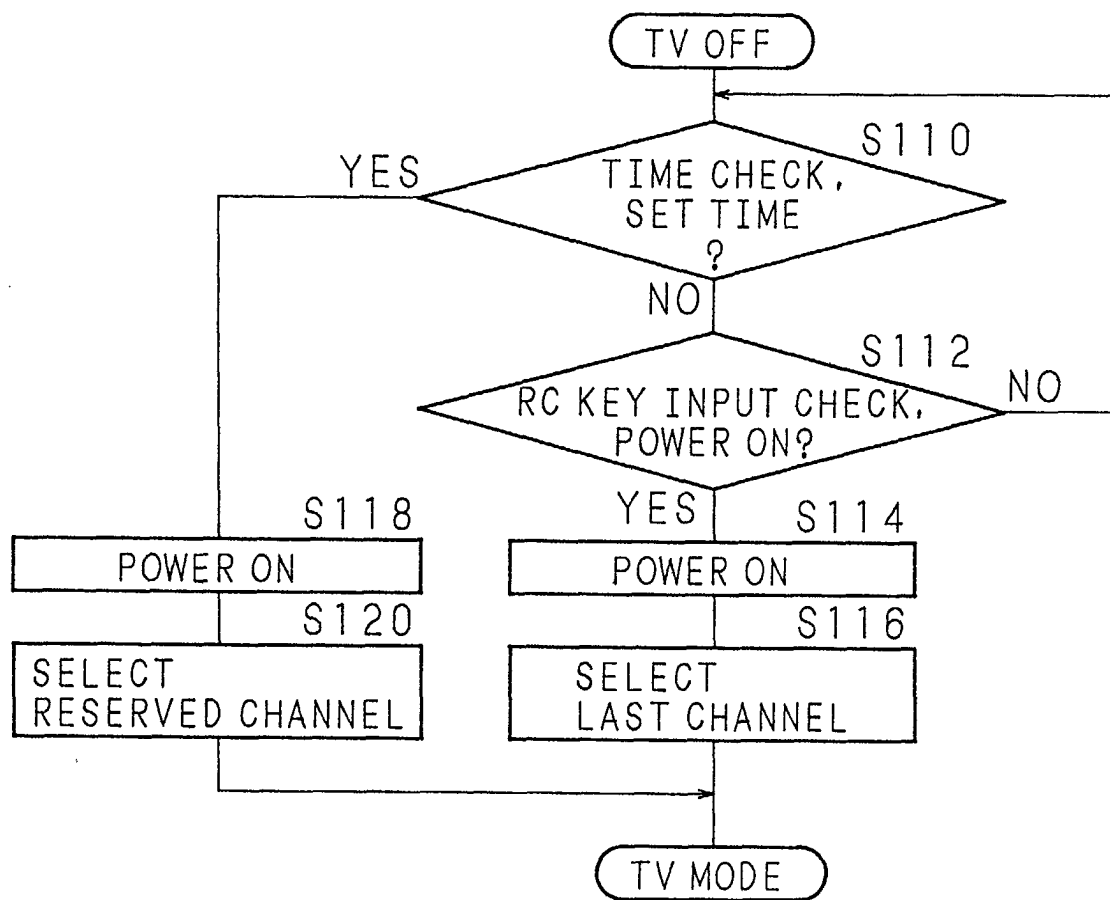 TV OFF
S110
YES
TIME CHECK,
SET TIME
?
NO
S112
RC KEY INPUT CHECK,
POWER ON?
NO
YES
S118
POWER ON
S114
POWER ON
S120
SELECT
RESERVED CHANNEL
S116
SELECT
LAST CHANNEL
TV MODE